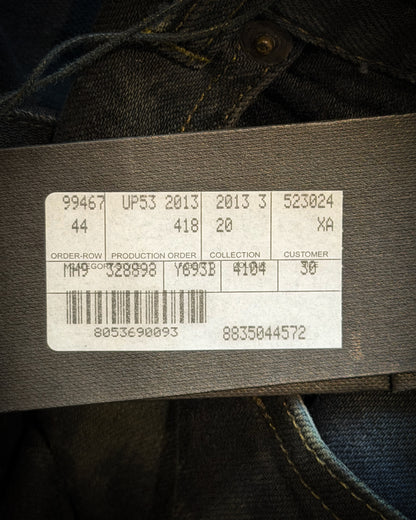 99467 UP53 2013 2013 3 523024
44 418 20 XA
ORDER-ROW PRODUCTION ORDER COLLECTION CUSTOMER
MM9 328898 Y693B 4104 30
8053690093 8835044572